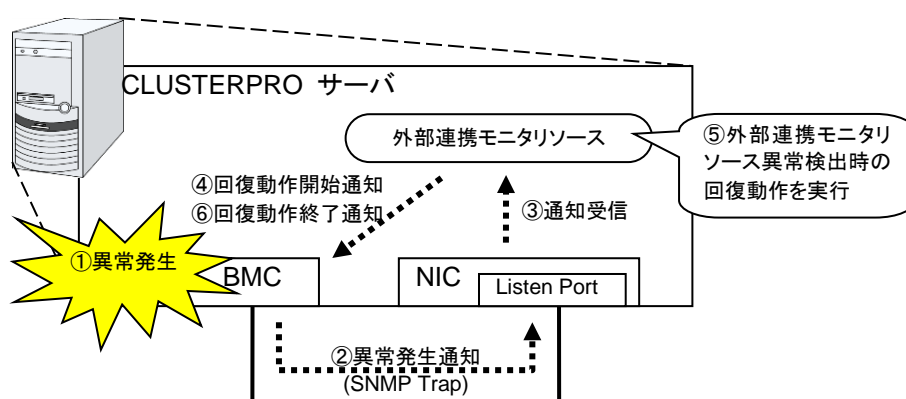 CLUSTERPRO サーバ
外部連携モニタリソース
⑤外部連携モニタリ
ソース異常検出時の
回復動作を実行
④回復動作開始通知
⑥回復動作終了通知
③通知受信
①異常発生
BMC
NIC
Listen Port
②異常発生通知
(SNMP Trap)